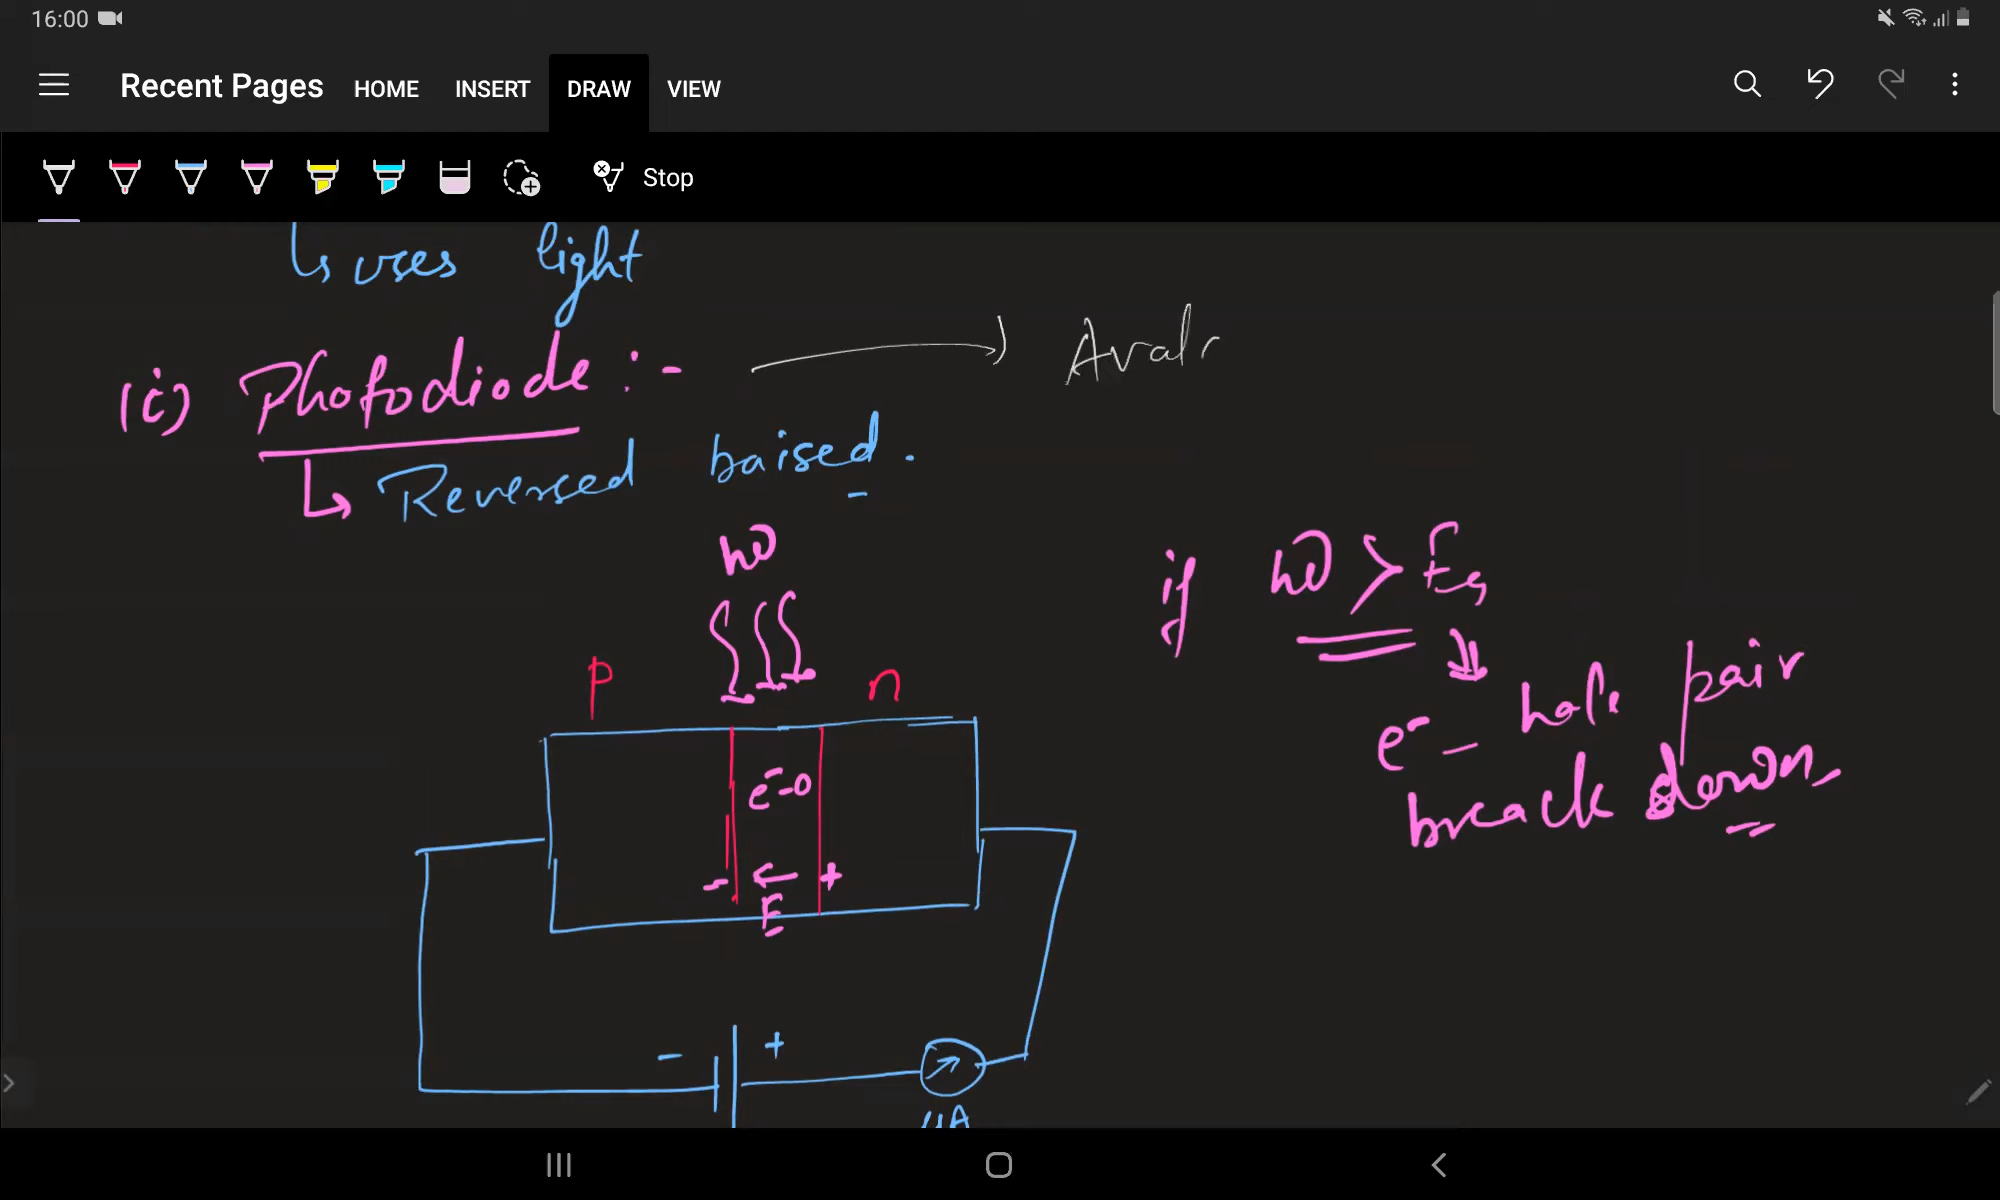 16:00
Recent Pages HOME INSERT DRAW VIEW
Stop
↳ uses light
(i) Photodiode :- → Aval
↳ Reversed baised.
hν
if hν > Eg
p n
e⁻ - hole pair
break down,
e⁻-o
- ← +
E
- +
μA